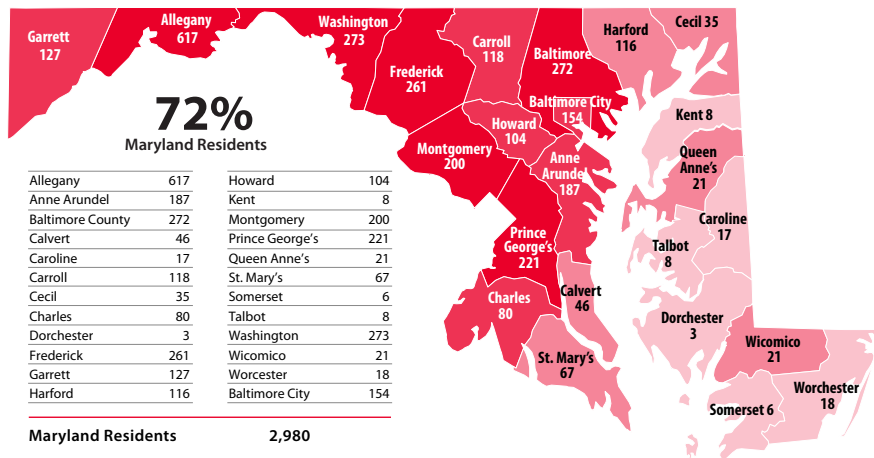 Garrett
127
Allegany
617
Washington
273
Frederick
261
Carroll
118
Baltimore
272
Harford
116
Cecil 35
Baltimore City
154
Howard
104
Montgomery
200
Anne
Arundel
187
Kent 8
Queen
Anne's
21
Caroline
17
Talbot
8
Prince
George's
221
Calvert
46
Charles
80
St. Mary's
67
Dorchester
3
Wicomico
21
Worchester
18
Somerset 6
72%
Maryland Residents
Allegany 617
Anne Arundel 187
Baltimore County 272
Calvert 46
Caroline 17
Carroll 118
Cecil 35
Charles 80
Dorchester 3
Frederick 261
Garrett 127
Harford 116
Howard 104
Kent 8
Montgomery 200
Prince George's 221
Queen Anne's 21
St. Mary's 67
Somerset 6
Talbot 8
Washington 273
Wicomico 21
Worcester 18
Baltimore City 154
Maryland Residents 2,980